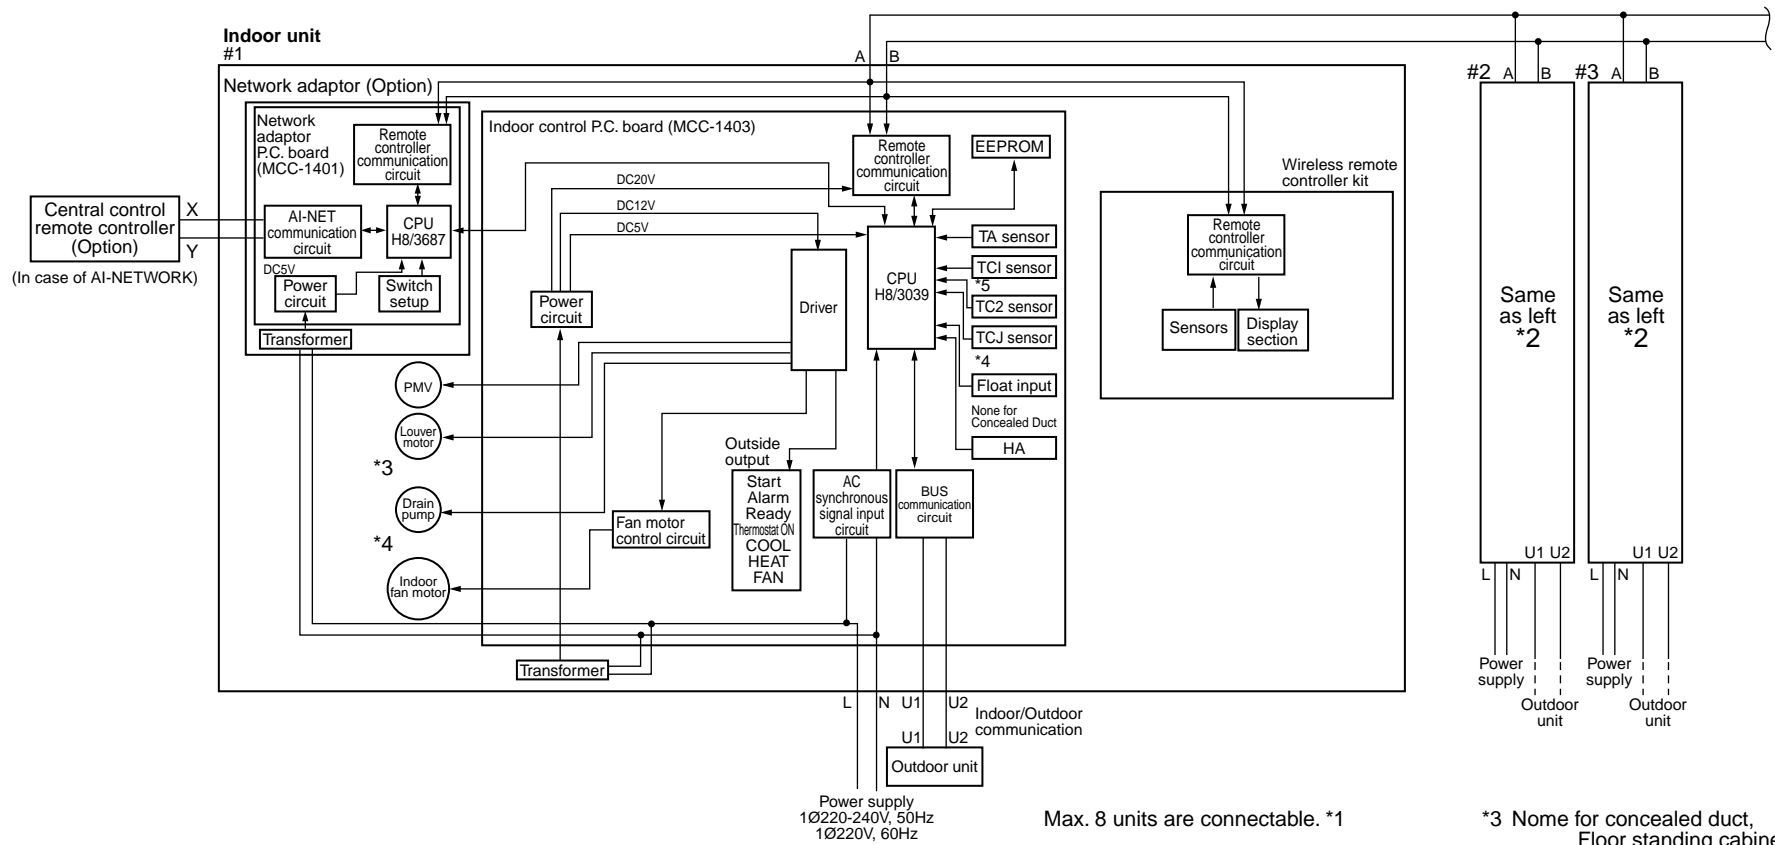 Indoor unit
#1
A B
#2 A B #3 A B
Network adaptor (Option)
Network
adaptor
P.C. board
(MCC-1401)
Remote
controller
communication
circuit
Indoor control P.C. board (MCC-1403)
Remote
controller
communication
circuit
EEPROM
Wireless remote
controller kit
DC20V
DC12V
DC5V
Central control
remote controller
(Option)
X
Y
(In case of AI-NETWORK)
AI-NET
communication
circuit
CPU
H8/3687
DC5V
Power
circuit
Switch
setup
Transformer
Power
circuit
Driver
CPU
H8/3039
TA sensor
TCI sensor
*5
TC2 sensor
TCJ sensor
*4
Float input
None for
Concealed Duct
HA
Remote
controller
communication
circuit
Sensors
Display
section
Same
as left
*2
Same
as left
*2
PMV
Louver
motor
*3
Drain
pump
*4
Indoor
fan motor
Fan motor
control circuit
Outside
output
Start
Alarm
Ready
Thermostat ON
COOL
HEAT
FAN
AC
synchronous
signal input
circuit
BUS
communication
circuit
Transformer
U1 U2
L N
U1 U2
L N
Power
supply
Outdoor
unit
Power
supply
Outdoor
unit
L N U1 U2
Indoor/Outdoor
communication
U1 U2
Outdoor unit
Power supply
1Ø220-240V, 50Hz
1Ø220V, 60Hz
Max. 8 units are connectable. *1
*3 Nome for concealed duct,
Floor standing cabine